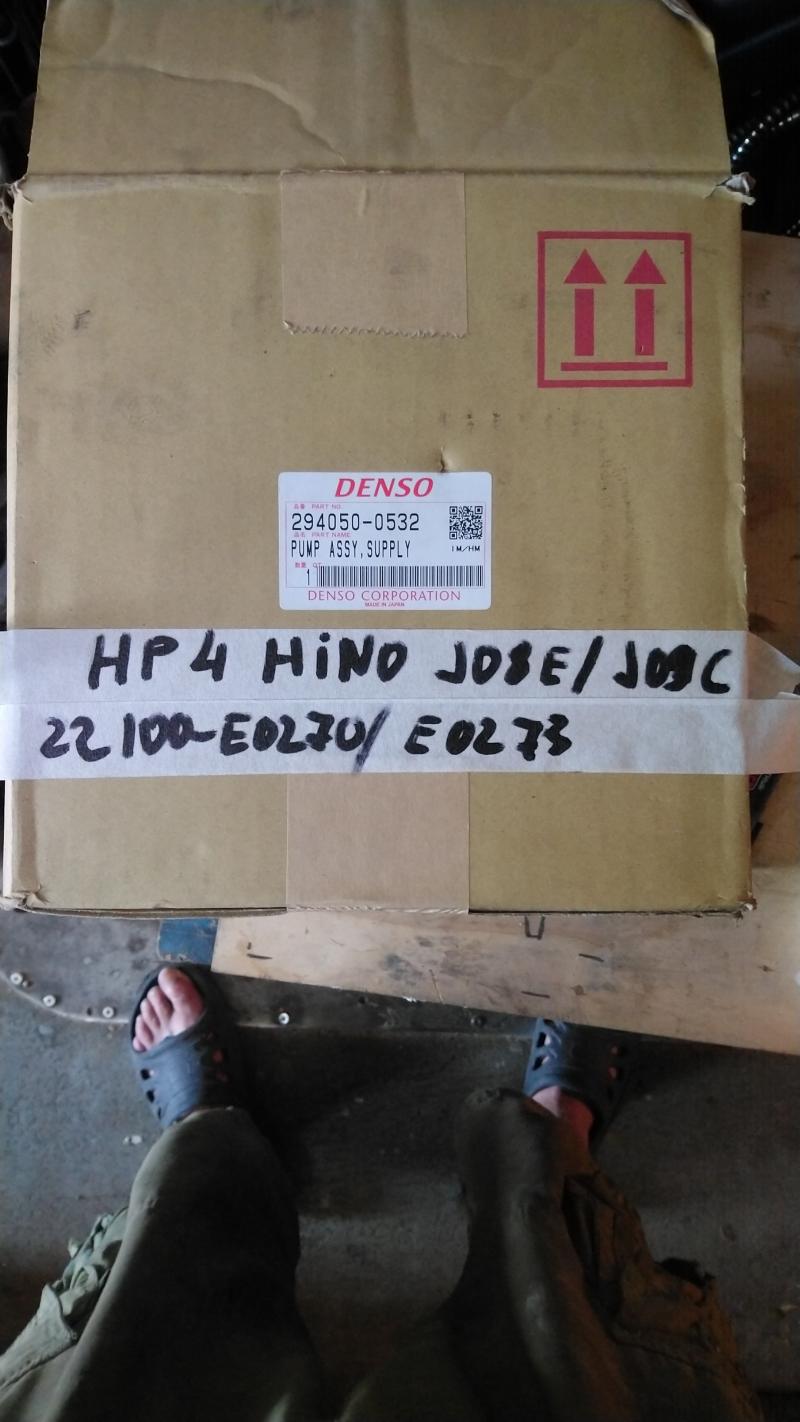 DENSO
品番 PART NO.
294050-0532
品名 PART NAME
PUMP ASSY,SUPPLY
1M/HM
数量 QT
1
DENSO CORPORATION
MADE IN JAPAN
HP4 HiNO J08E/J09C
22100-E0270/E0273